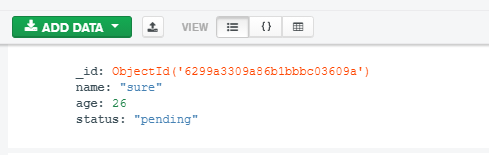 ADD DATA VIEW {}
_id: ObjectId('6299a3309a86b1bbbc03609a')
name: "sure"
age: 26
status: "pending"